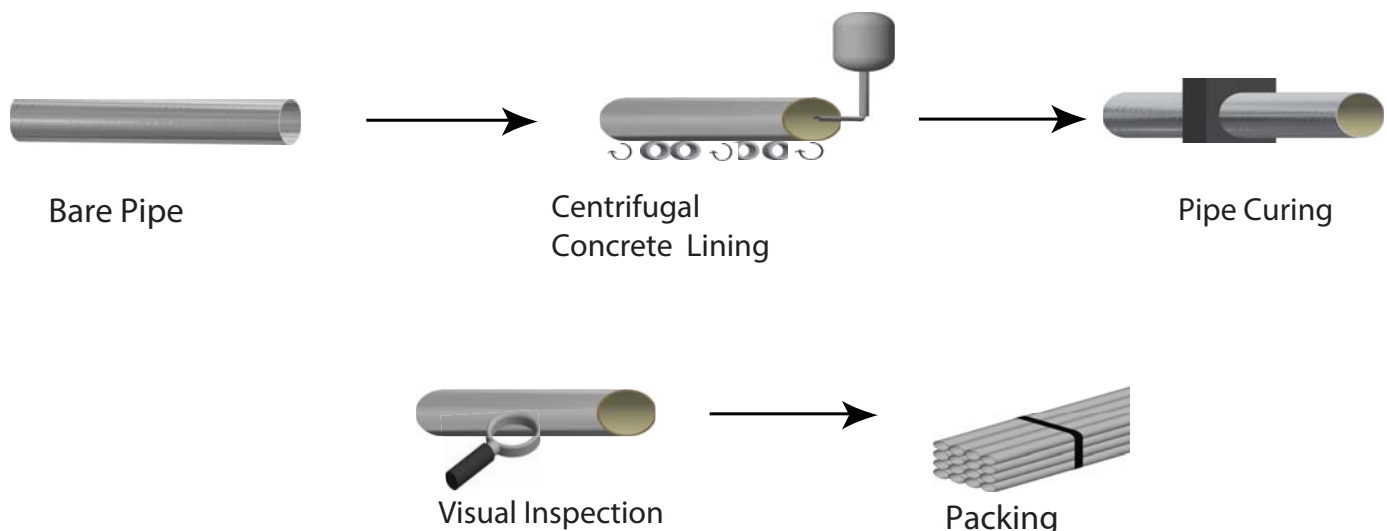 Bare Pipe
Centrifugal
Concrete Lining
Pipe Curing
Visual Inspection
Packing